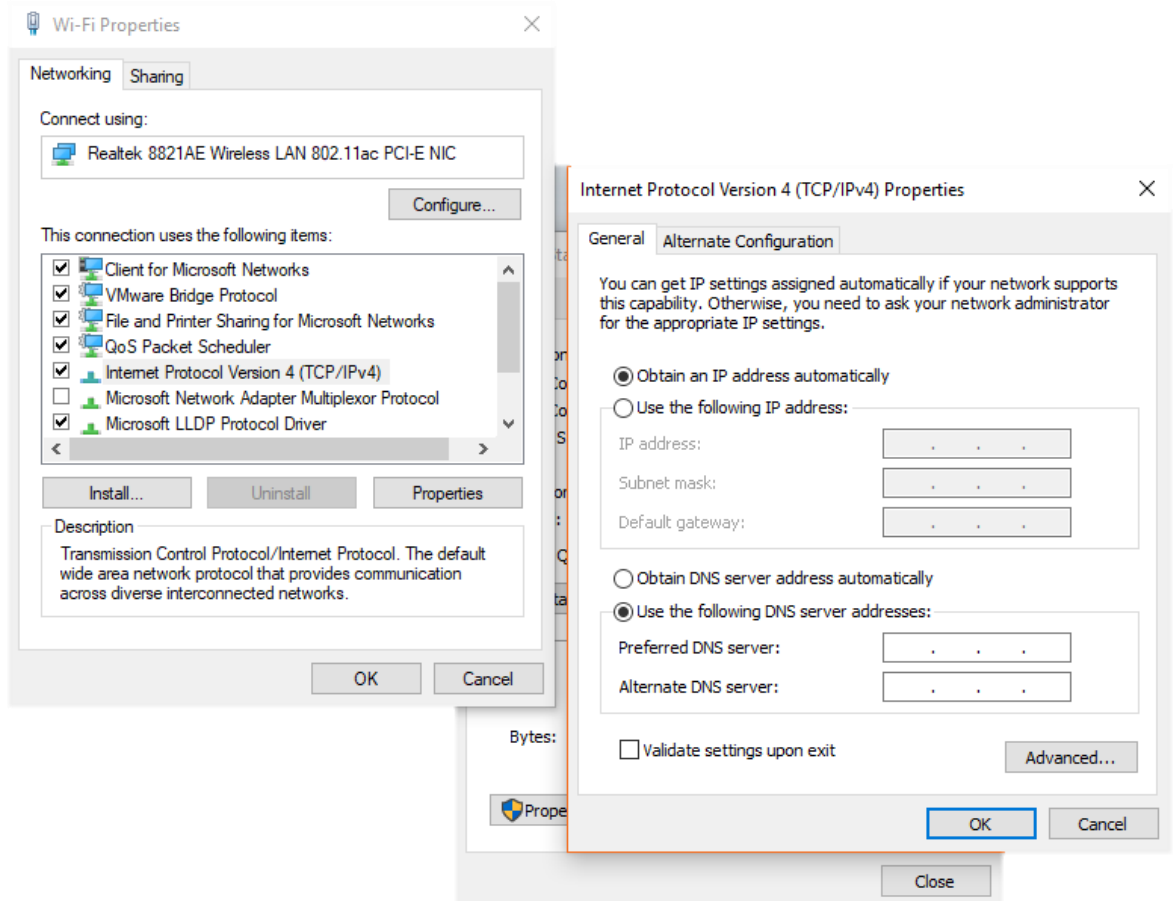 Wi-Fi Properties
Networking
Sharing
Connect using:
Realtek 8821AE Wireless LAN 802.11ac PCI-E NIC
Configure...
This connection uses the following items:
Client for Microsoft Networks
VMware Bridge Protocol
File and Printer Sharing for Microsoft Networks
QoS Packet Scheduler
Internet Protocol Version 4 (TCP/IPv4)
Microsoft Network Adapter Multiplexor Protocol
Microsoft LLDP Protocol Driver
Install...
Uninstall
Properties
Description
Transmission Control Protocol/Internet Protocol. The default
wide area network protocol that provides communication
across diverse interconnected networks.
OK
Cancel
Internet Protocol Version 4 (TCP/IPv4) Properties
General
Alternate Configuration
You can get IP settings assigned automatically if your network supports
this capability. Otherwise, you need to ask your network administrator
for the appropriate IP settings.
Obtain an IP address automatically
Use the following IP address:
IP address:
Subnet mask:
Default gateway:
Obtain DNS server address automatically
Use the following DNS server addresses:
Preferred DNS server:
Alternate DNS server:
Validate settings upon exit
Advanced...
OK
Cancel
Bytes:
Prope
Close